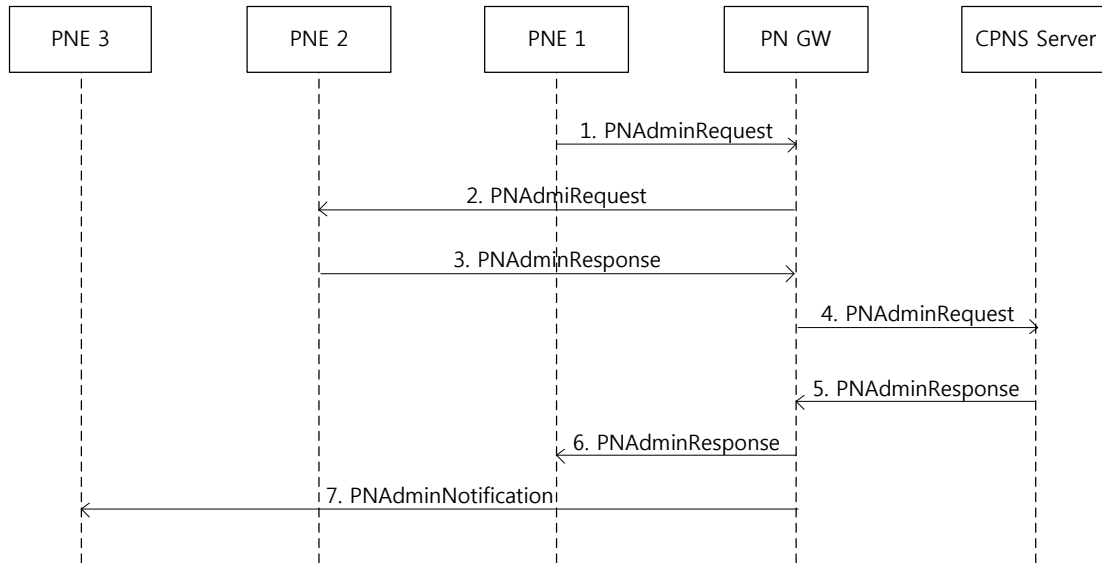 PNE 3
PNE 2
PNE 1
PN GW
CPNS Server
1. PNAdminRequest
2. PNAdmiRequest
3. PNAdminResponse
4. PNAdminRequest
5. PNAdminResponse
6. PNAdminResponse
7. PNAdminNotification